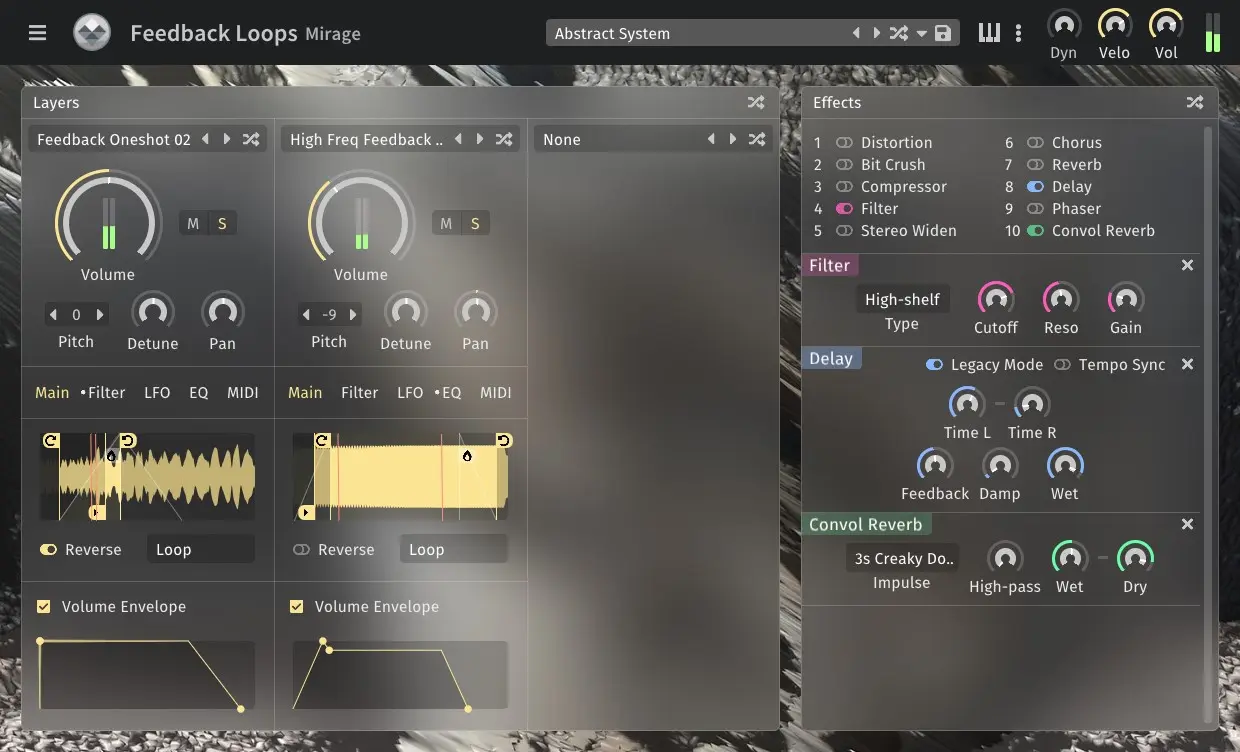 Feedback Loops Mirage
Abstract System
Dyn Velo Vol
Layers
Feedback Oneshot 02
High Freq Feedback ..
None
M S
Volume
M S
Volume
0
Pitch Detune Pan
-9
Pitch Detune Pan
Main •Filter LFO EQ MIDI
Main Filter LFO •EQ MIDI
Reverse Loop
Reverse Loop
Volume Envelope
Volume Envelope
Effects
1 Distortion
2 Bit Crush
3 Compressor
4 Filter
5 Stereo Widen
6 Chorus
7 Reverb
8 Delay
9 Phaser
10 Convol Reverb
Filter
High-shelf
Type Cutoff Reso Gain
Delay
Legacy Mode Tempo Sync
Time L Time R
Feedback Damp Wet
Convol Reverb
3s Creaky Do..
Impulse High-pass Wet Dry